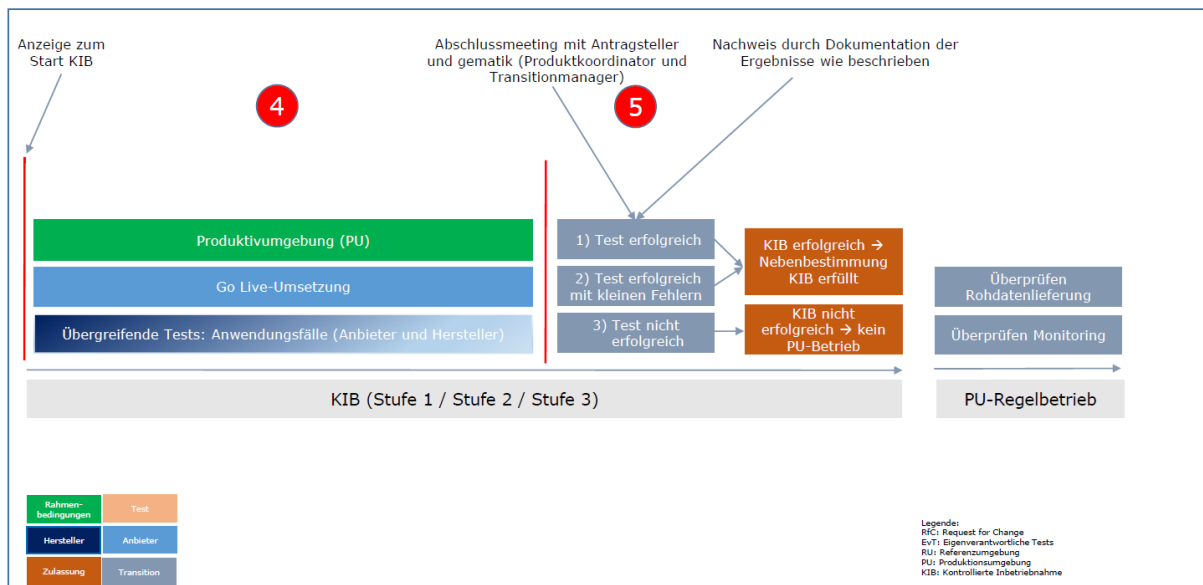 Anzeige zum
Start KIB
Abschlussmeeting mit Antragsteller
und gematik (Produktkoordinator und
Transitionmanager)
Nachweis durch Dokumentation der
Ergebnisse wie beschrieben
4
5
Produktivumgebung (PU)
Go Live-Umsetzung
Übergreifende Tests: Anwendungsfälle (Anbieter und Hersteller)
1) Test erfolgreich
2) Test erfolgreich
mit kleinen Fehlern
3) Test nicht
erfolgreich
KIB erfolgreich →
Nebenbestimmung
KIB erfüllt
KIB nicht
erfolgreich → kein
PU-Betrieb
Überprüfen
Rohdatenlieferung
Überprüfen Monitoring
KIB (Stufe 1 / Stufe 2 / Stufe 3)
PU-Regelbetrieb
Rahmen-
bedingungen
Test
Hersteller
Anbieter
Zulassung
Transition
Legende:
RfC: Request for Change
EvT: Eigenverantwortliche Tests
RU: Referenzumgebung
PU: Produktionsumgebung
KIB: Kontrollierte Inbetriebnahme